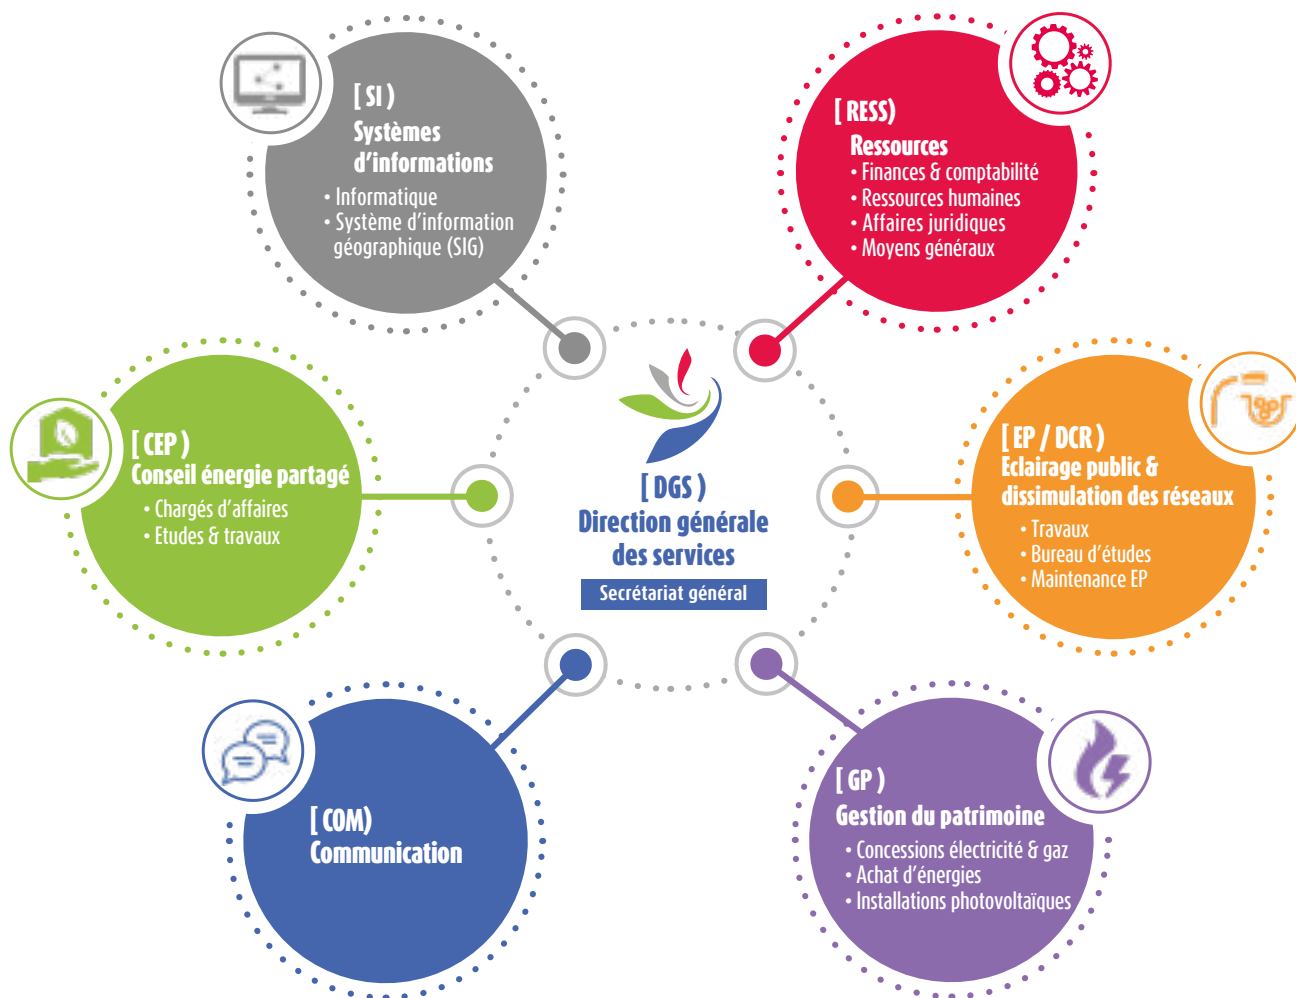 [ SI )
Systèmes
d’informations
• Informatique
• Système d’information
géographique (SIG)
[ RESS)
Ressources
• Finances & comptabilité
• Ressources humaines
• Affaires juridiques
• Moyens généraux
[ CEP )
Conseil énergie partagé
• Chargés d’affaires
• Etudes & travaux
[ DGS )
Direction générale
des services
Secrétariat général
[ EP / DCR )
Eclairage public &
dissimulation des réseaux
• Travaux
• Bureau d’études
• Maintenance EP
[ COM)
Communication
[ GP )
Gestion du patrimoine
• Concessions électricité & gaz
• Achat d’énergies
• Installations photovoltaïques